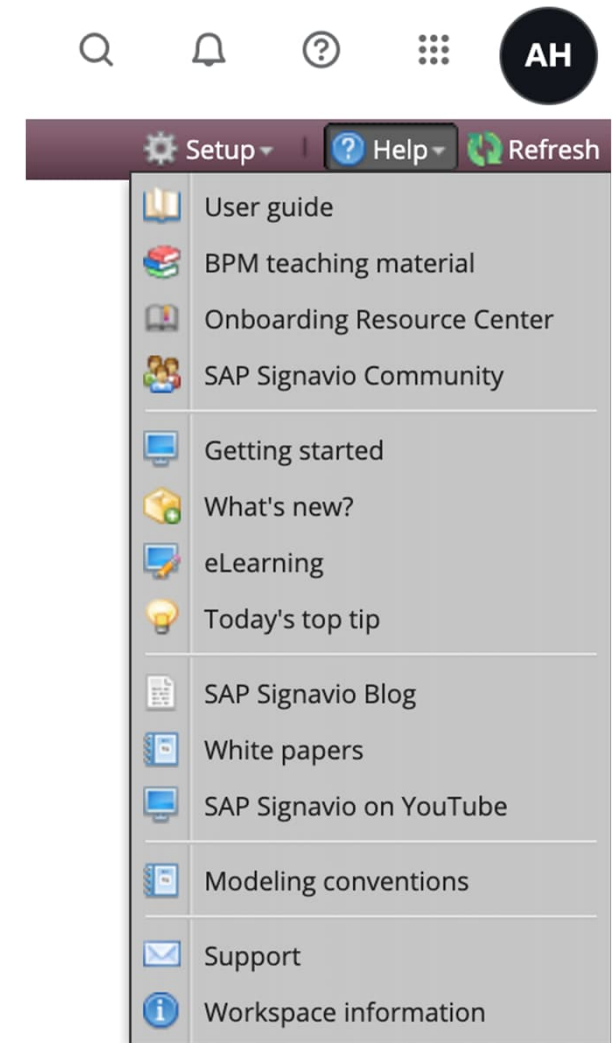 AH
Setup Help Refresh
User guide
BPM teaching material
Onboarding Resource Center
SAP Signavio Community
Getting started
What's new?
eLearning
Today's top tip
SAP Signavio Blog
White papers
SAP Signavio on YouTube
Modeling conventions
Support
Workspace information